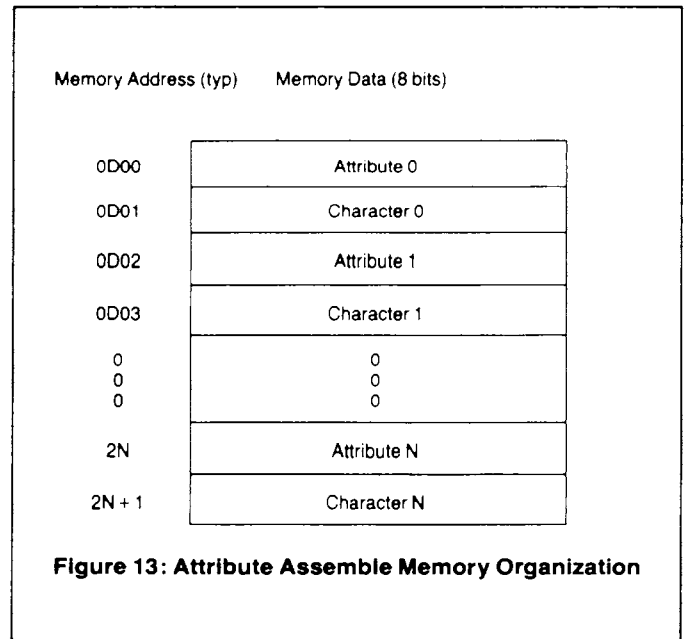 Memory Address (typ) Memory Data (8 bits)
0D00 Attribute 0
0D01 Character 0
0D02 Attribute 1
0D03 Character 1
0 0
0 0
0 0
2N Attribute N
2N + 1 Character N
Figure 13: Attribute Assemble Memory Organization